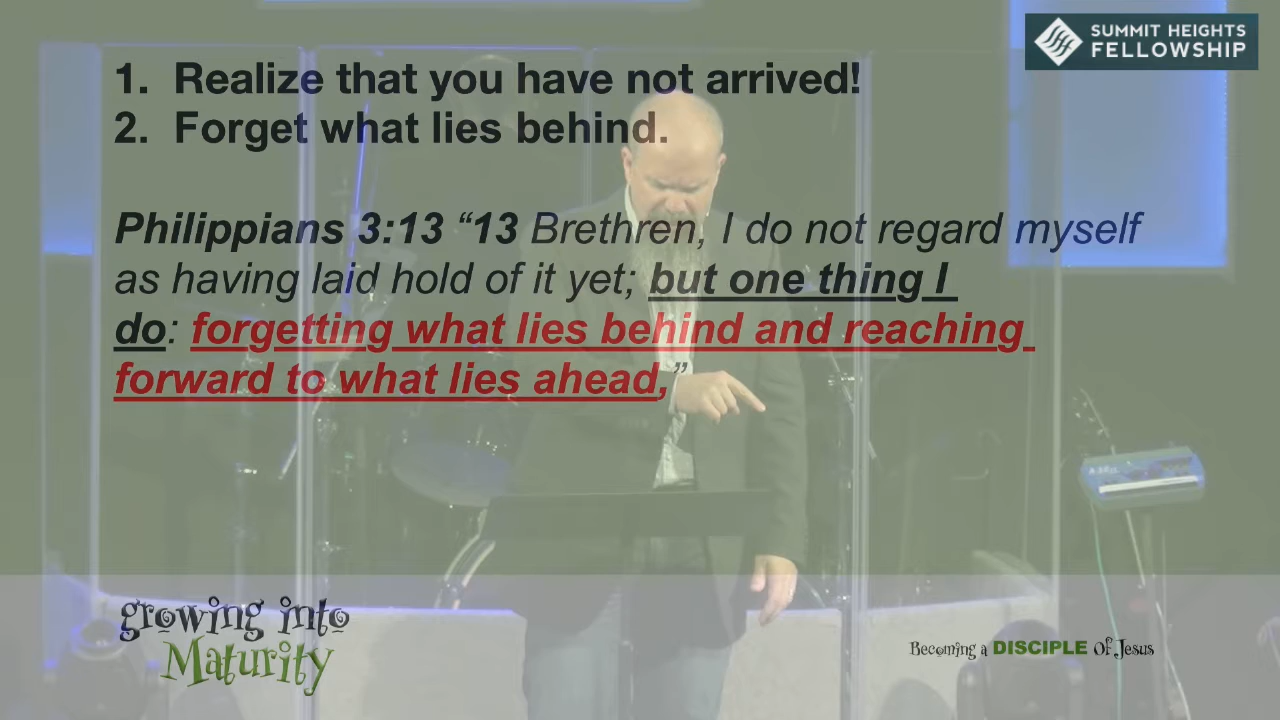 SUMMIT HEIGHTS
FELLOWSHIP
1. Realize that you have not arrived!
2. Forget what lies behind.
Philippians 3:13 “13 Brethren, I do not regard myself
as having laid hold of it yet; but one thing I
do: forgetting what lies behind and reaching
forward to what lies ahead,”
growing into
Maturity
Becoming a DISCIPLE Of Jesus